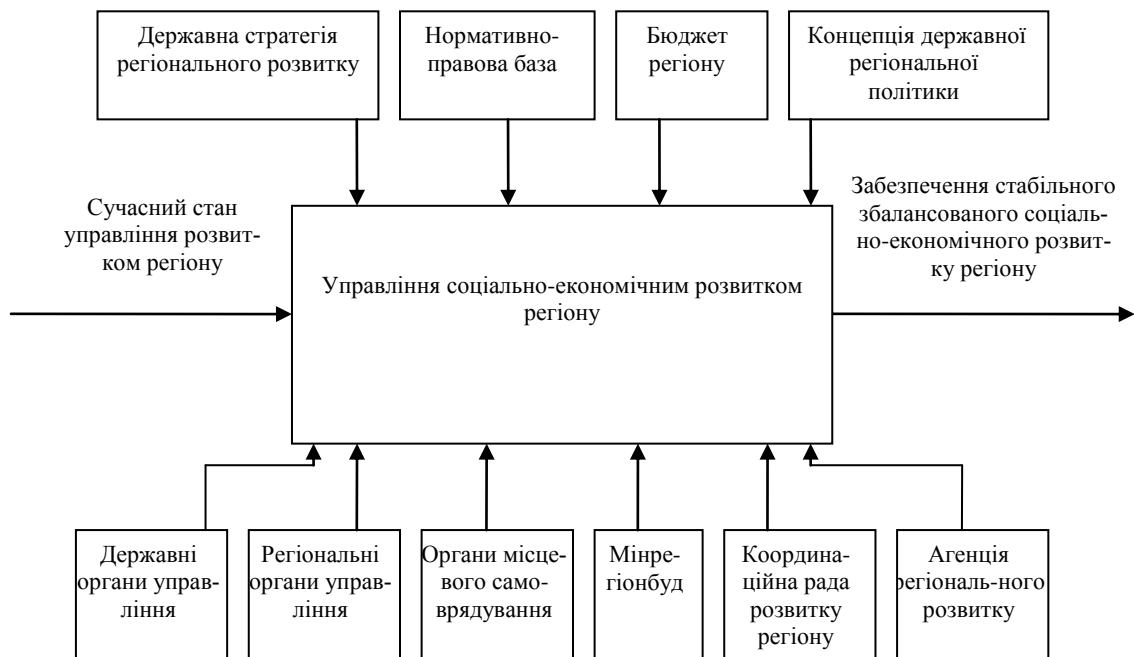 Державна стратегія
регіонального розвитку
Нормативно-
правова база
Бюджет
регіону
Концепція державної
регіональної
політики
Сучасний стан
управління розвит-
ком регіону
Забезпечення стабільного
збалансованого соціаль-
но-економічного розвит-
ку регіону
Управління соціально-економічним розвитком
регіону
Державні
органи управ-
ління
Регіональні
органи управ-
ління
Органи місце-
вого само-
врядування
Мінре-
гіонбуд
Координа-
ційна рада
розвитку
регіону
Агенція
регіональ-ного
розвитку